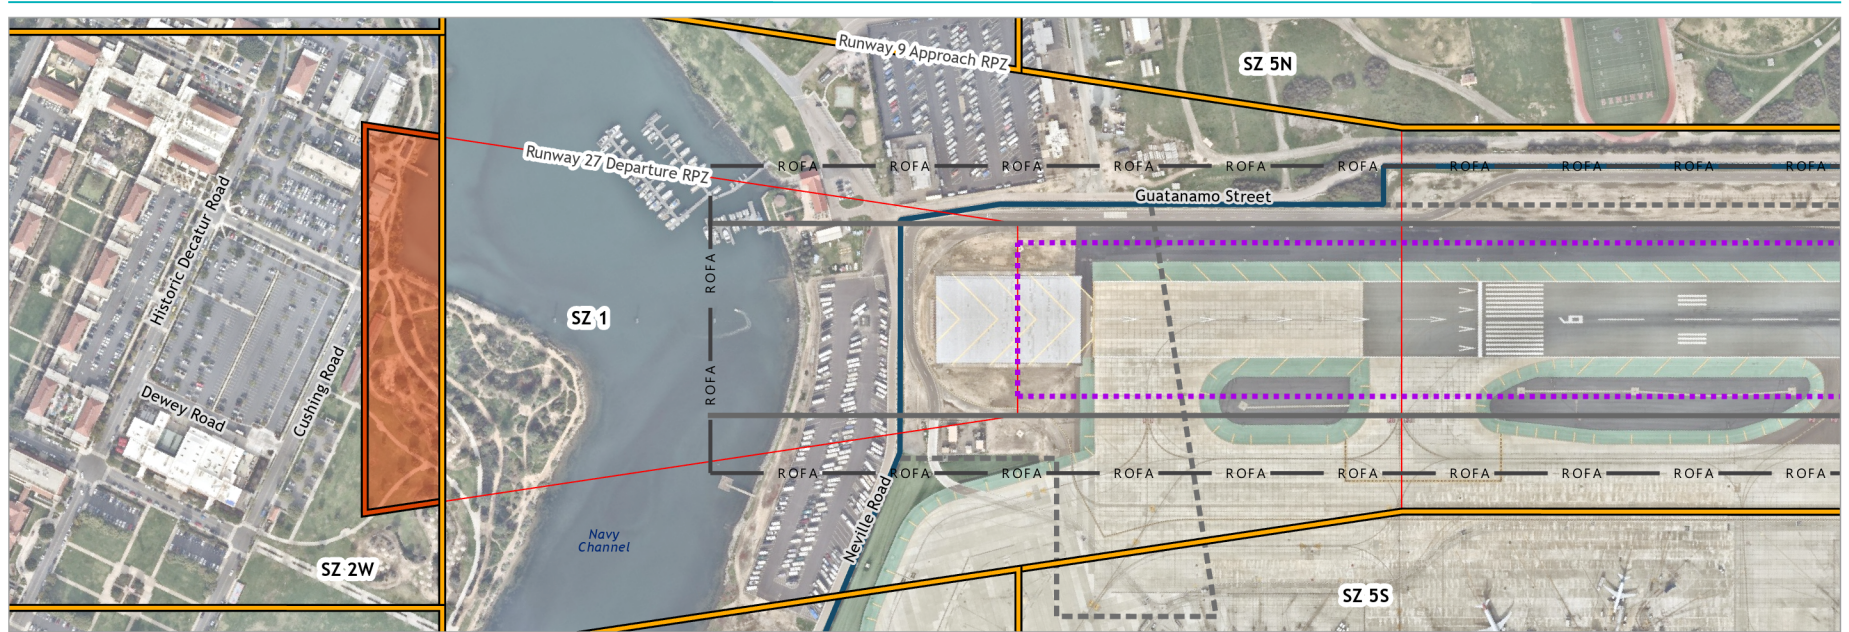 Runway 9 Approach RPZ
SZ 5N
Runway 27 Departure RPZ
ROFA ROFA ROFA ROFA ROFA ROFA ROFA ROFA ROFA ROFA
Guatanamo Street
Historic Decatur Road
ROFA
SZ 1
ROFA
Cushing Road
Dewey Road
ROFA ROFA ROFA ROFA ROFA ROFA ROFA ROFA ROFA ROFA
Neville Road
Navy
Channel
SZ 2W
SZ 5S